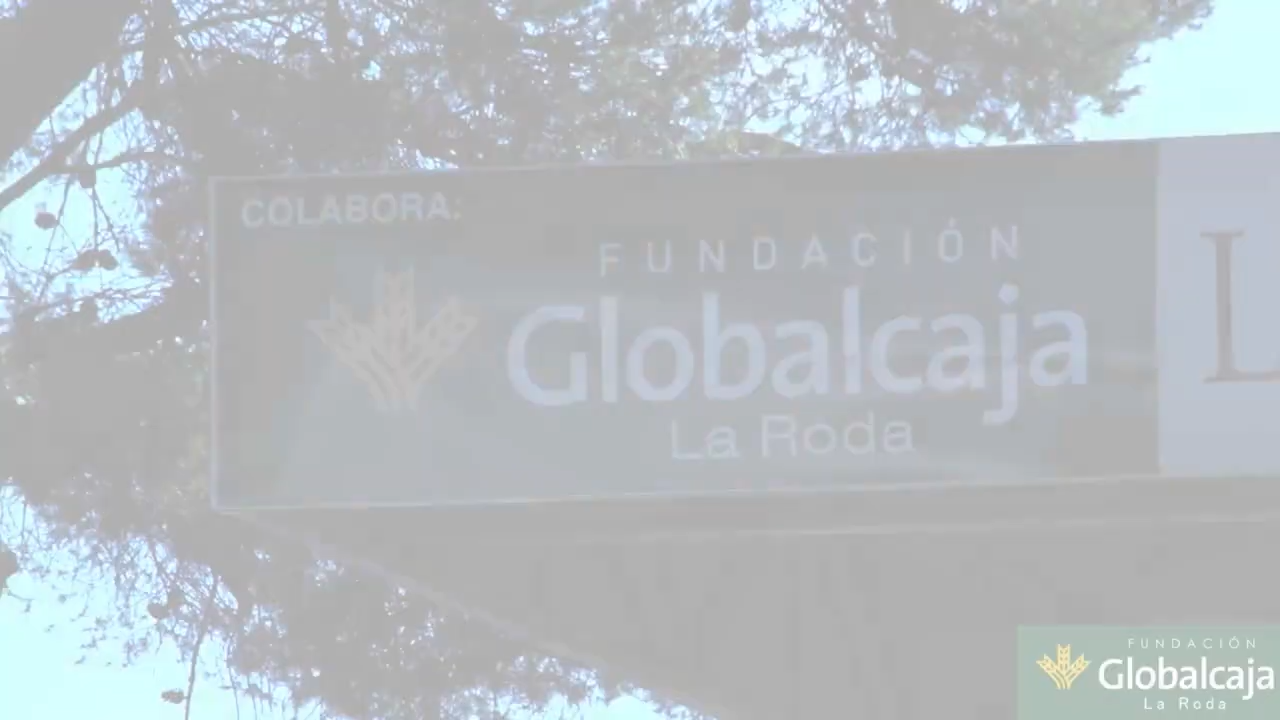 COLABORA:
FUNDACIÓN
Globalcaja
La Roda
L
FUNDACIÓN
Globalcaja
La Roda